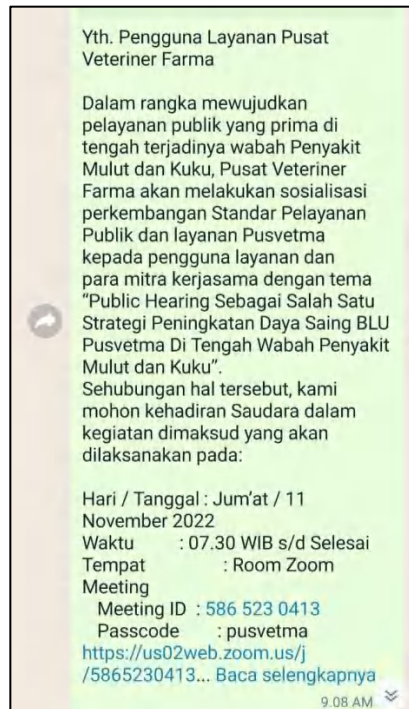 Yth. Pengguna Layanan Pusat
Veteriner Farma
Dalam rangka mewujudkan
pelayanan publik yang prima di
tengah terjadinya wabah Penyakit
Mulut dan Kuku, Pusat Veteriner
Farma akan melakukan sosialisasi
perkembangan Standar Pelayanan
Publik dan layanan Pusvetma
kepada pengguna layanan dan
para mitra kerjasama dengan tema
“Public Hearing Sebagai Salah Satu
Strategi Peningkatan Daya Saing BLU
Pusvetma Di Tengah Wabah Penyakit
Mulut dan Kuku”.
Sehubungan hal tersebut, kami
mohon kehadiran Saudara dalam
kegiatan dimaksud yang akan
dilaksanakan pada:
Hari / Tanggal : Jum’at / 11
November 2022
Waktu : 07.30 WIB s/d Selesai
Tempat : Room Zoom
Meeting
Meeting ID : 586 523 0413
Passcode : pusvetma
https://us02web.zoom.us/j
/5865230413... Baca selengkapnya
9.08 AM